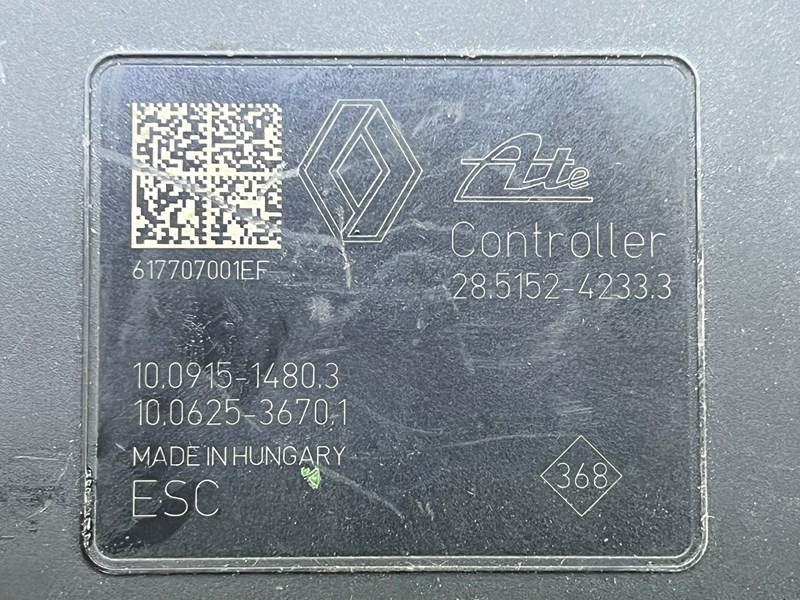 Ate
617707001EF
Controller
28.5152-4233.3
10.0915-1480.3
10.0625-3670.1
MADE IN HUNGARY
ESC
368